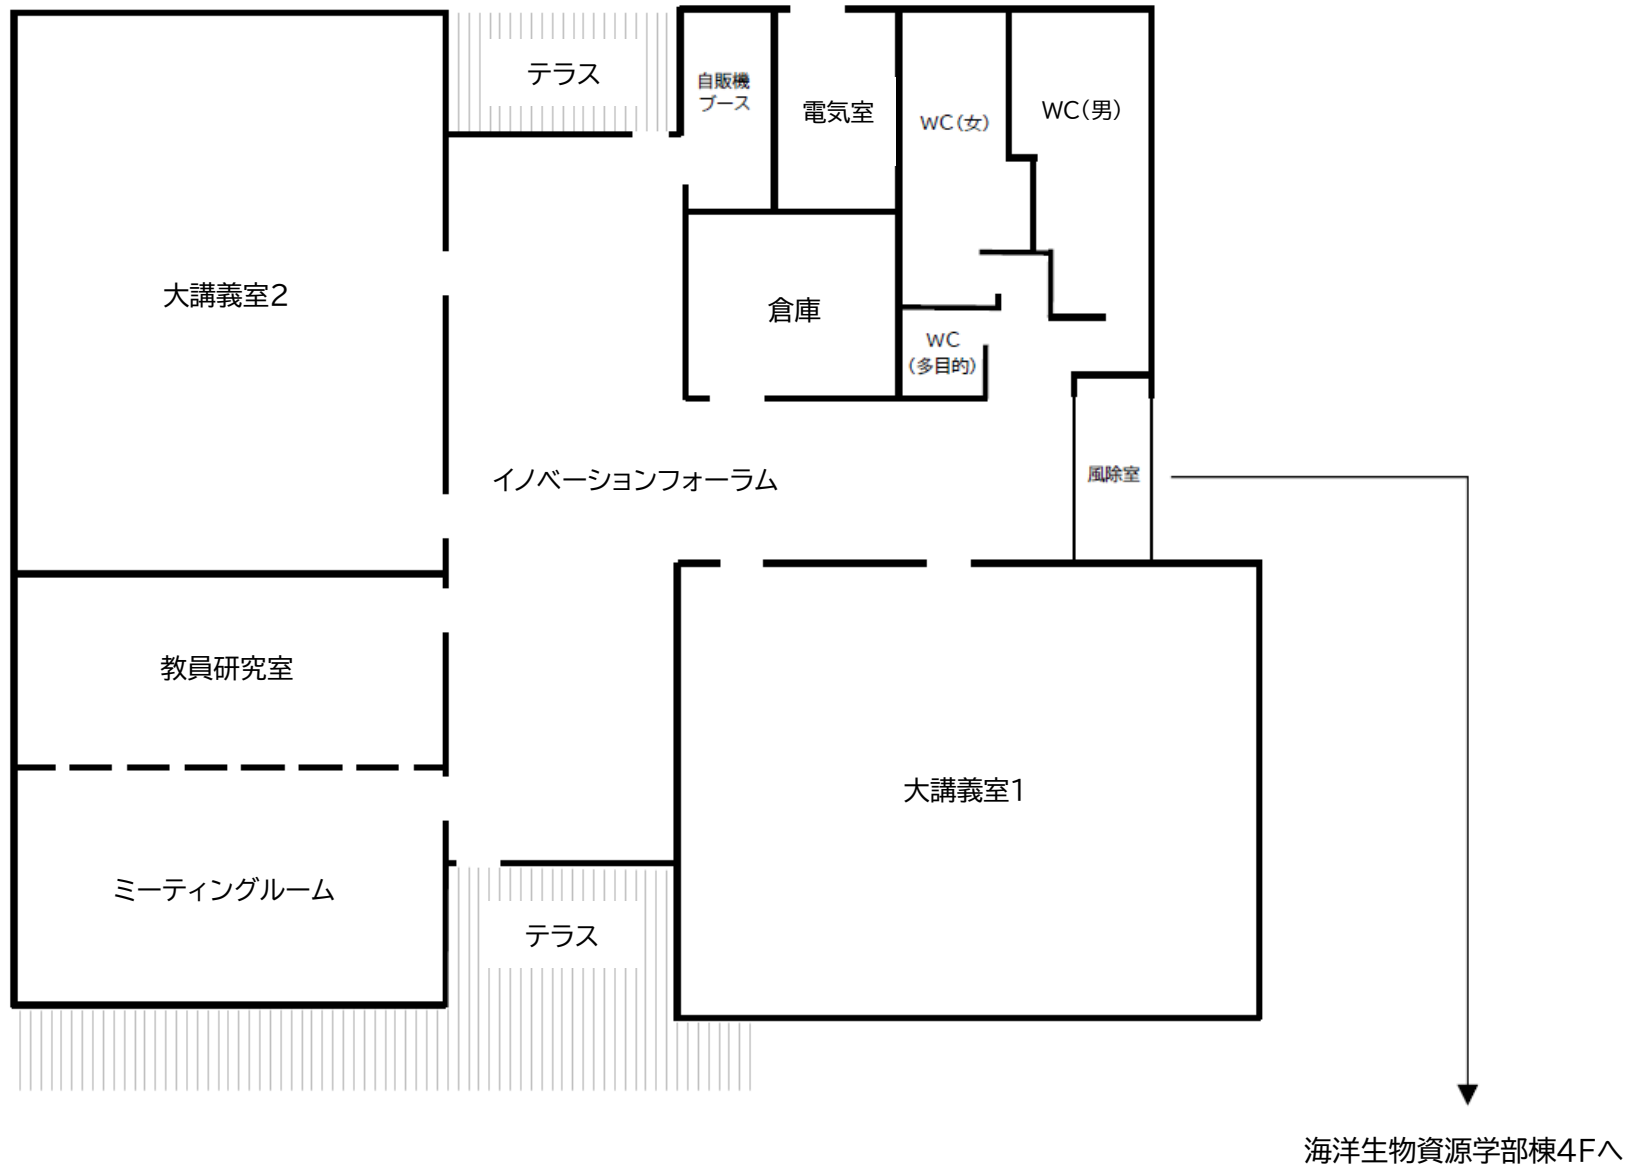 テラス
自販機
ブース
電気室
WC(女)
WC(男)
大講義室2
倉庫
WC
(多目的)
イノベーションフォーラム
風除室
教員研究室
大講義室1
ミーティングルーム
テラス
海洋生物資源学部棟4Fへ